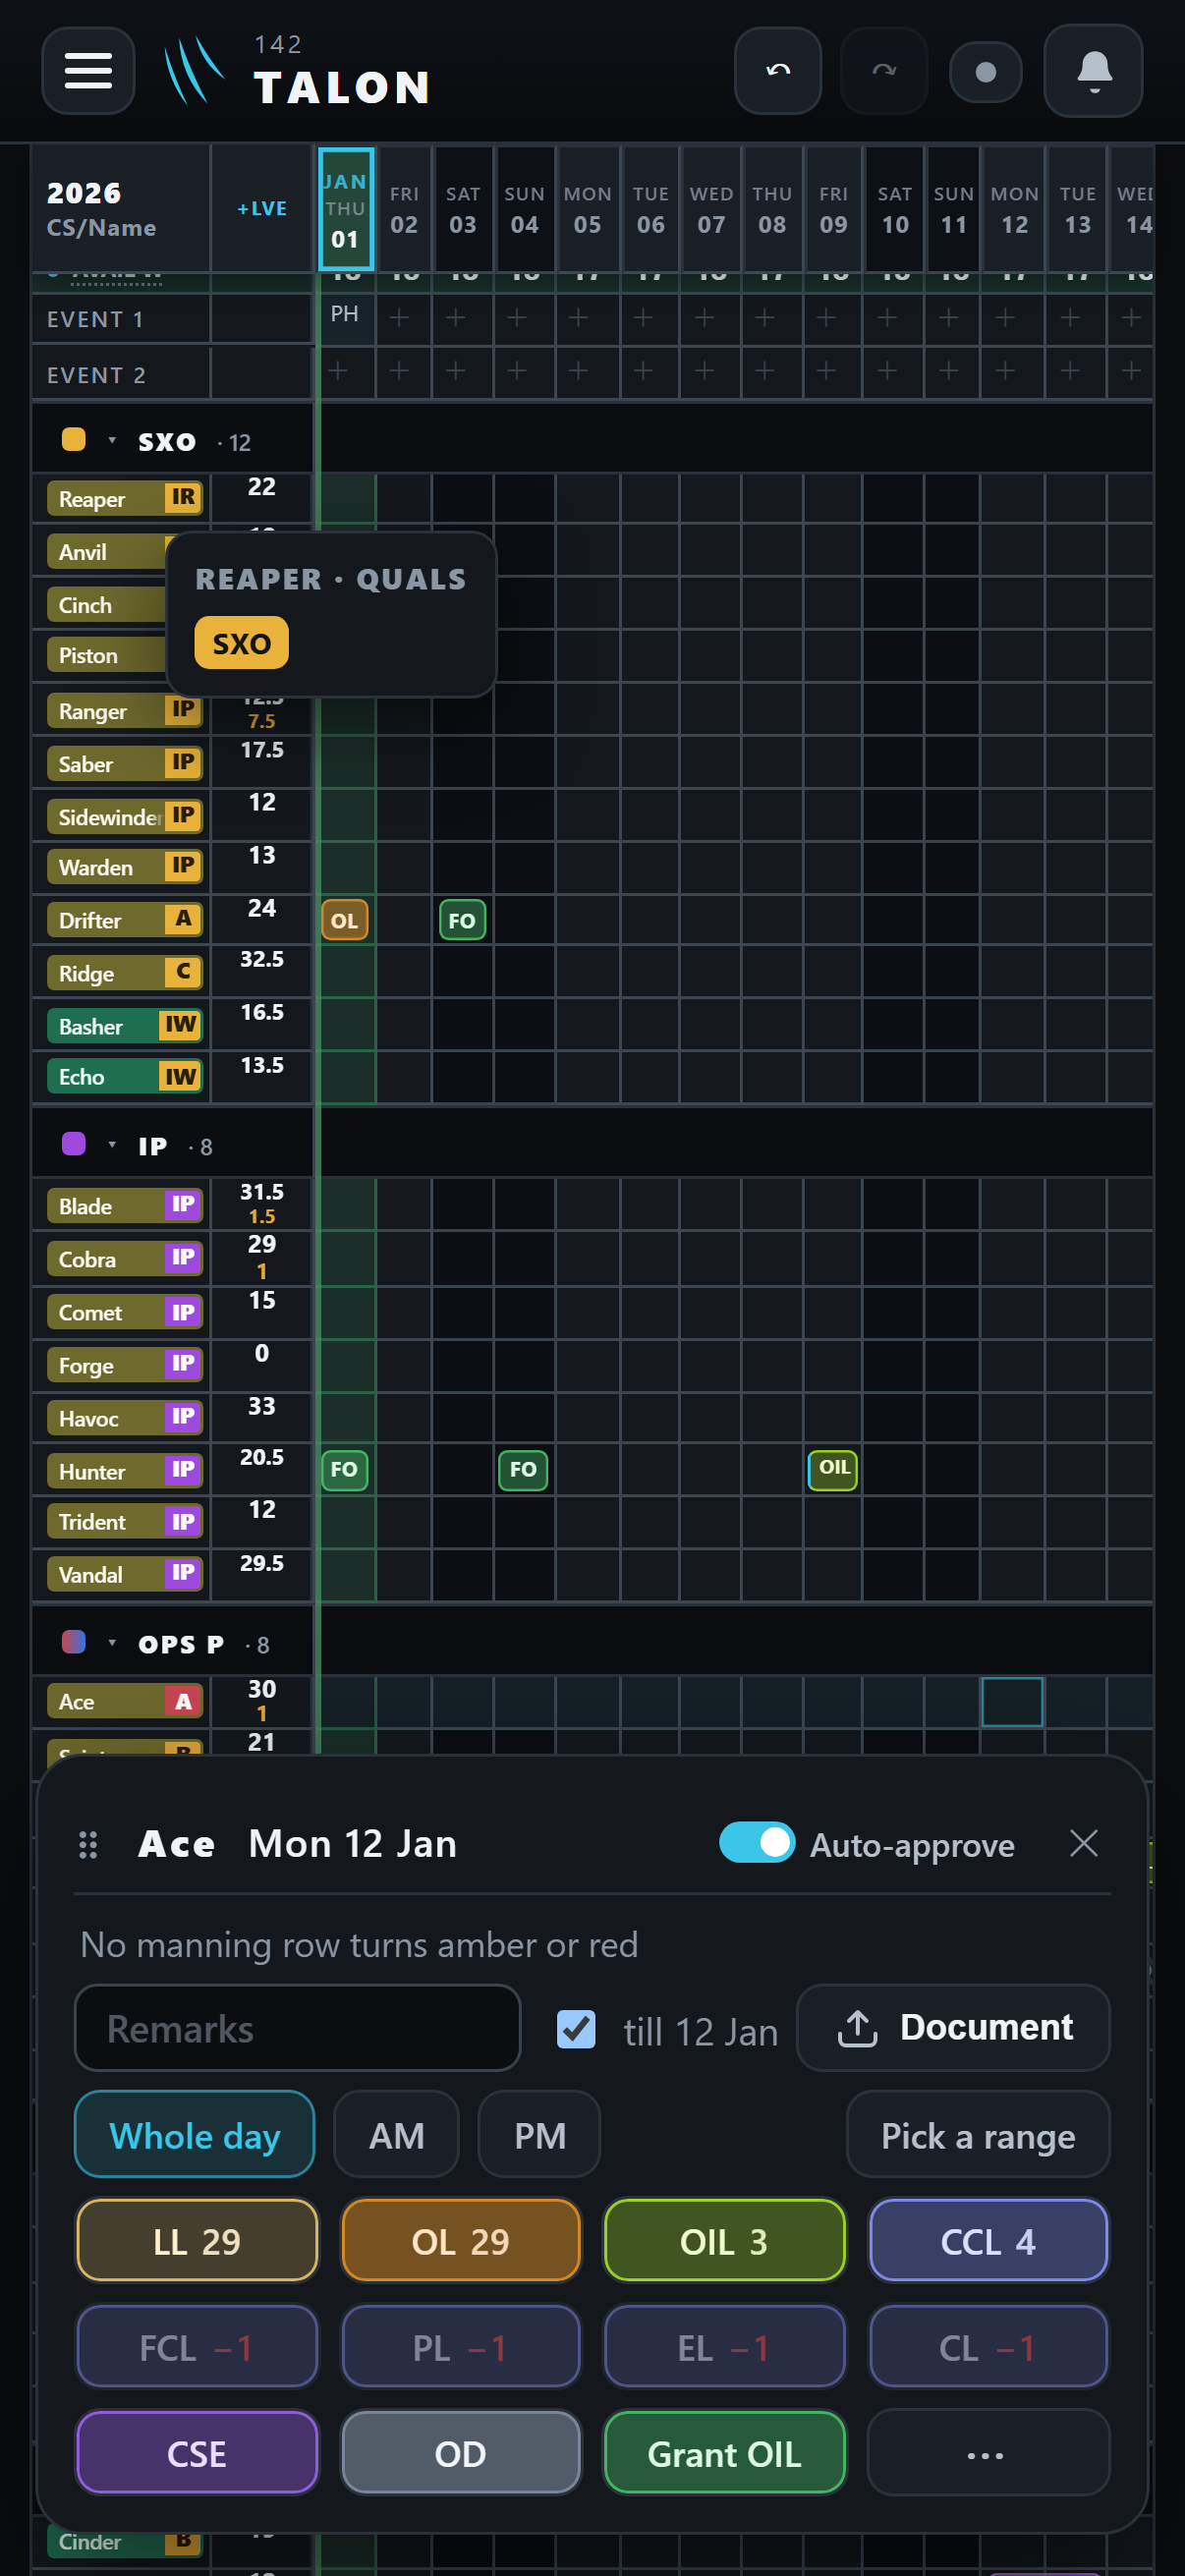 142
TALON
2026
CS/Name
+LVE
JAN THU 01
FRI 02
SAT 03
SUN 04
MON 05
TUE 06
WED 07
THU 08
FRI 09
SAT 10
SUN 11
MON 12
TUE 13
WED 14
EVENT 1 PH + + + + + + + + + + + + +
EVENT 2 + + + + + + + + + + + + + +
SXO · 12
Reaper IR 22
Anvil
REAPER · QUALS
SXO
Cinch
Piston
Ranger IP 12.5
7.5
Saber IP 17.5
Sidewinder IP 12
Warden IP 13
Drifter A 24 OL FO
Ridge C 32.5
Basher IW 16.5
Echo IW 13.5
IP · 8
Blade IP 31.5
1.5
Cobra IP 29
1
Comet IP 15
Forge IP 0
Havoc IP 33
Hunter IP 20.5 FO FO OIL
Trident IP 12
Vandal IP 29.5
OPS P · 8
Ace A 30
1
21
Ace Mon 12 Jan Auto-approve
No manning row turns amber or red
Remarks till 12 Jan Document
Whole day AM PM Pick a range
LL 29 OL 29 OIL 3 CCL 4
FCL −1 PL −1 EL −1 CL −1
CSE OD Grant OIL ...
Cinder B